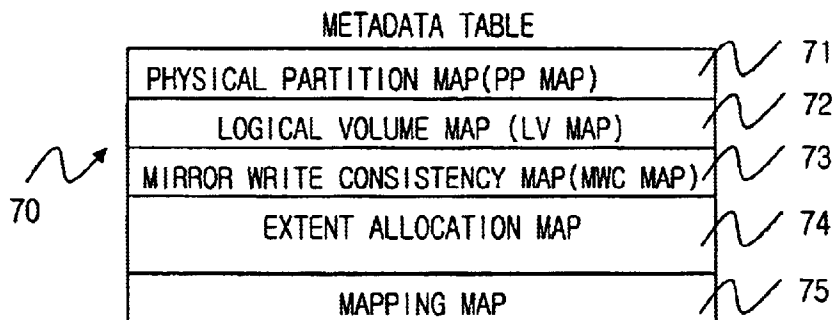 METADATA TABLE
PHYSICAL PARTITION MAP(PP MAP) 71
LOGICAL VOLUME MAP (LV MAP) 72
MIRROR WRITE CONSISTENCY MAP(MWC MAP) 73
70
EXTENT ALLOCATION MAP 74
MAPPING MAP 75